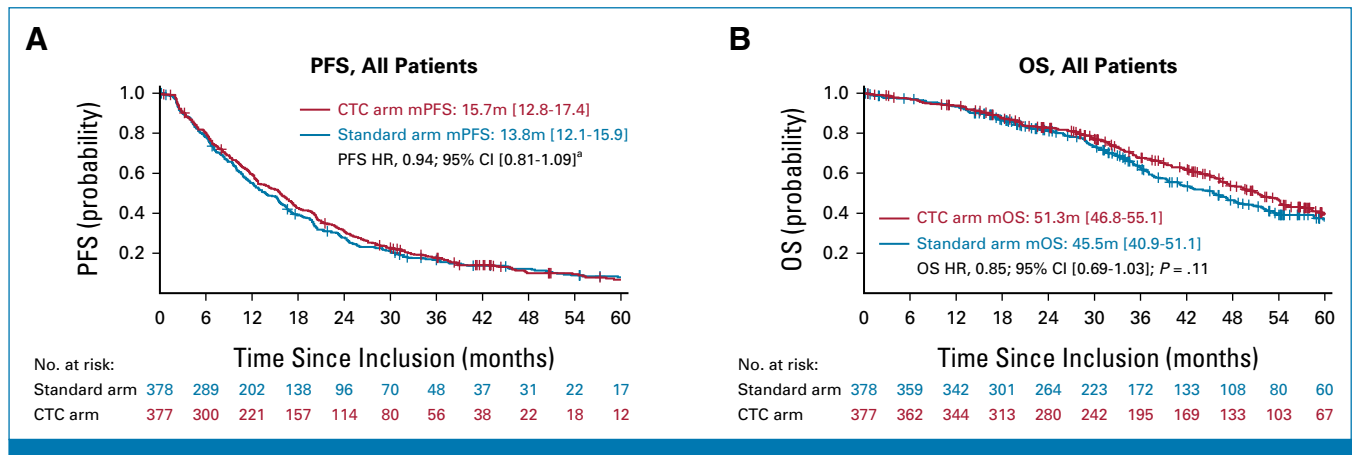 A
PFS, All Patients
PFS (probability)
1.0
0.8
0.6
0.4
0.2
CTC arm mPFS: 15.7m [12.8-17.4]
Standard arm mPFS: 13.8m [12.1-15.9]
PFS HR, 0.94; 95% CI [0.81-1.09]a
0 6 12 18 24 30 36 42 48 54 60
Time Since Inclusion (months)
No. at risk:
Standard arm 378 289 202 138 96 70 48 37 31 22 17
CTC arm 377 300 221 157 114 80 56 38 22 18 12
B
OS, All Patients
OS (probability)
1.0
0.8
0.6
0.4
0.2
CTC arm mOS: 51.3m [46.8-55.1]
Standard arm mOS: 45.5m [40.9-51.1]
OS HR, 0.85; 95% CI [0.69-1.03]; P = .11
0 6 12 18 24 30 36 42 48 54 60
Time Since Inclusion (months)
No. at risk:
Standard arm 378 359 342 301 264 223 172 133 108 80 60
CTC arm 377 362 344 313 280 242 195 169 133 103 67